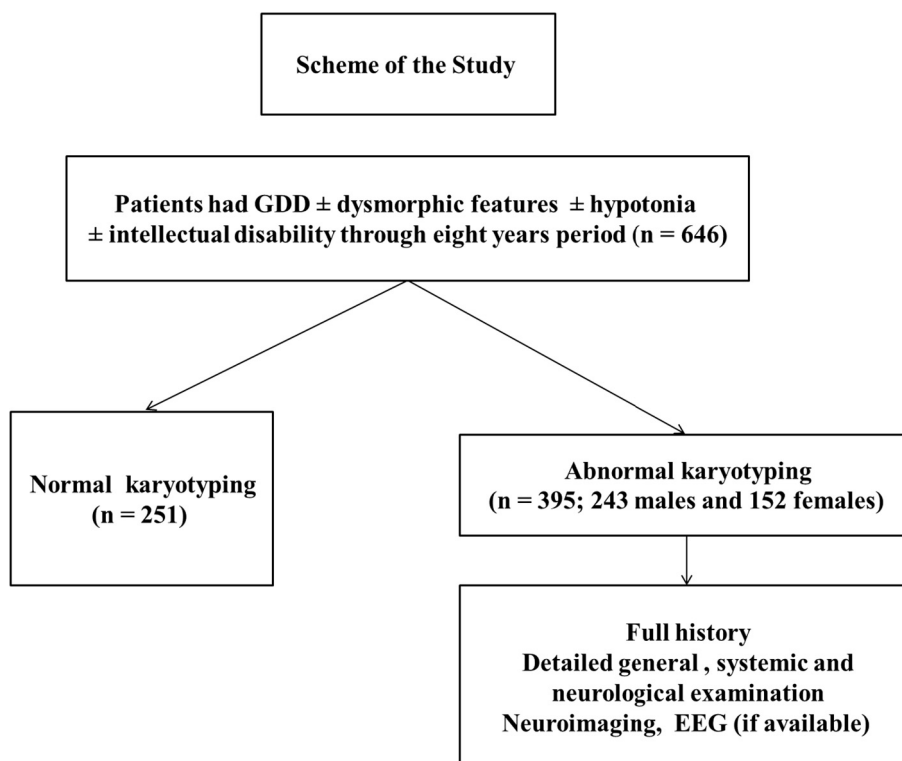 Scheme of the Study
Patients had GDD ± dysmorphic features ± hypotonia
± intellectual disability through eight years period (n = 646)
Normal karyotyping
(n = 251)
Abnormal karyotyping
(n = 395; 243 males and 152 females)
Full history
Detailed general , systemic and
neurological examination
Neuroimaging, EEG (if available)